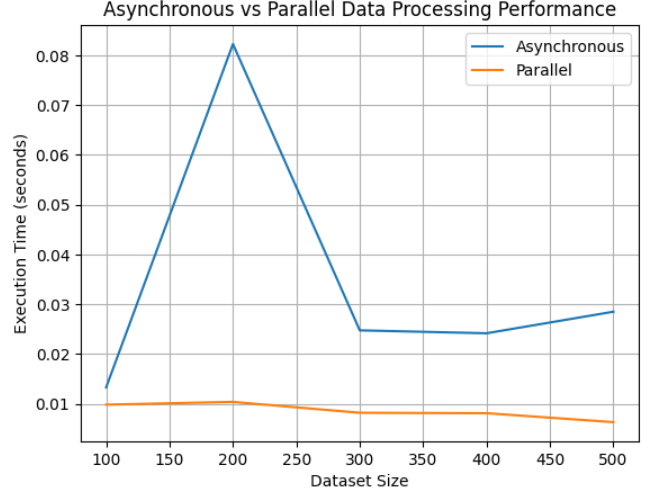 Asynchronous vs Parallel Data Processing Performance
Asynchronous
Parallel
Execution Time (seconds)
0.08
0.07
0.06
0.05
0.04
0.03
0.02
0.01
100 150 200 250 300 350 400 450 500
Dataset Size